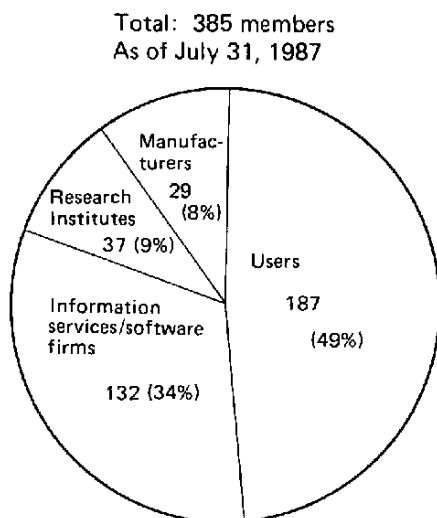 Total: 385 members
As of July 31, 1987
Manufac-
turers
29
(8%)
Research
Institutes
37 (9%)
Users
187
(49%)
Information
services/software
firms
132 (34%)